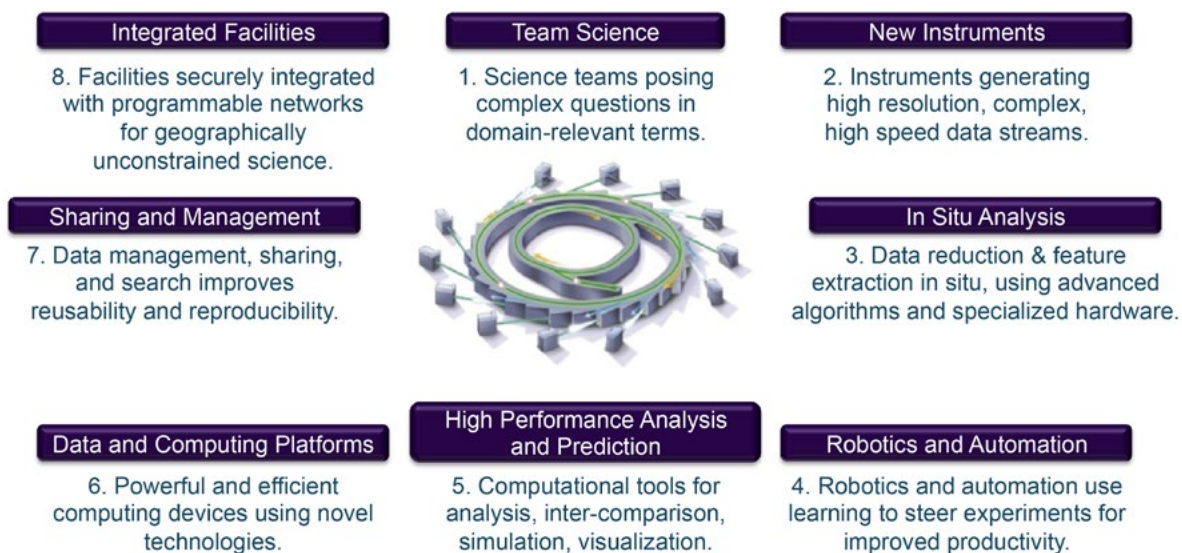 Integrated Facilities
8. Facilities securely integrated
with programmable networks
for geographically
unconstrained science.
Team Science
1. Science teams posing
complex questions in
domain-relevant terms.
New Instruments
2. Instruments generating
high resolution, complex,
high speed data streams.
Sharing and Management
7. Data management, sharing,
and search improves
reusability and reproducibility.
In Situ Analysis
3. Data reduction & feature
extraction in situ, using advanced
algorithms and specialized hardware.
Data and Computing Platforms
6. Powerful and efficient
computing devices using novel
technologies.
High Performance Analysis
and Prediction
5. Computational tools for
analysis, inter-comparison,
simulation, visualization.
Robotics and Automation
4. Robotics and automation use
learning to steer experiments for
improved productivity.